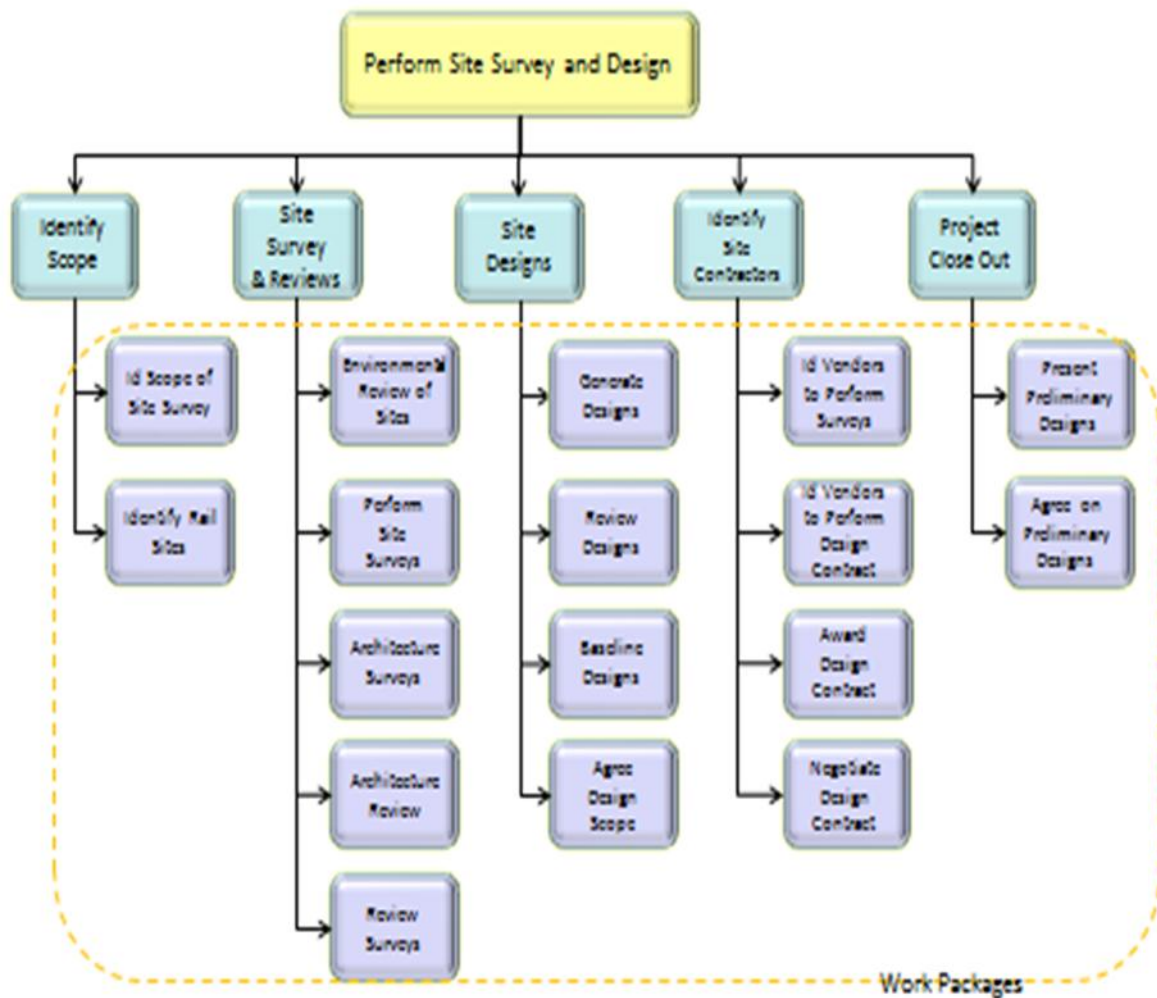 Perform Site Survey and Design
Identify
Scope
Site
Survey
& Reviews
Site
Designs
Identify
Site
Contractors
Project
Close Out
Id Scope of
Site Survey
Identify Rail
Sites
Environmental
Review of
Sites
Perform
Site
Surveys
Architecture
Surveys
Architecture
Review
Review
Surveys
Generate
Designs
Review
Designs
Baseline
Designs
Agree
Design
Scope
Id Vendors
to Perform
Surveys
Id Vendors
to Perform
Design
Contract
Award
Design
Contract
Negotiate
Design
Contract
Present
Preliminary
Designs
Agree on
Preliminary
Designs
Work Packages